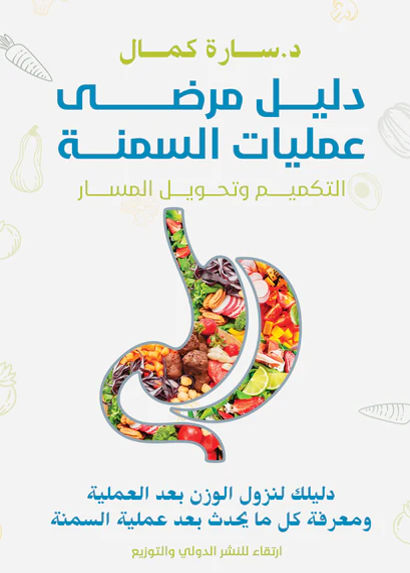 د.سارة كمال
دليل مرضى
عمليات السمنة
التكميم وتحويل المسار
دليلك لنزول الوزن بعد العملية
ومعرفة كل ما يحدث بعد عملية السمنة
ارتقاء للنشر الدولي والتوزيع